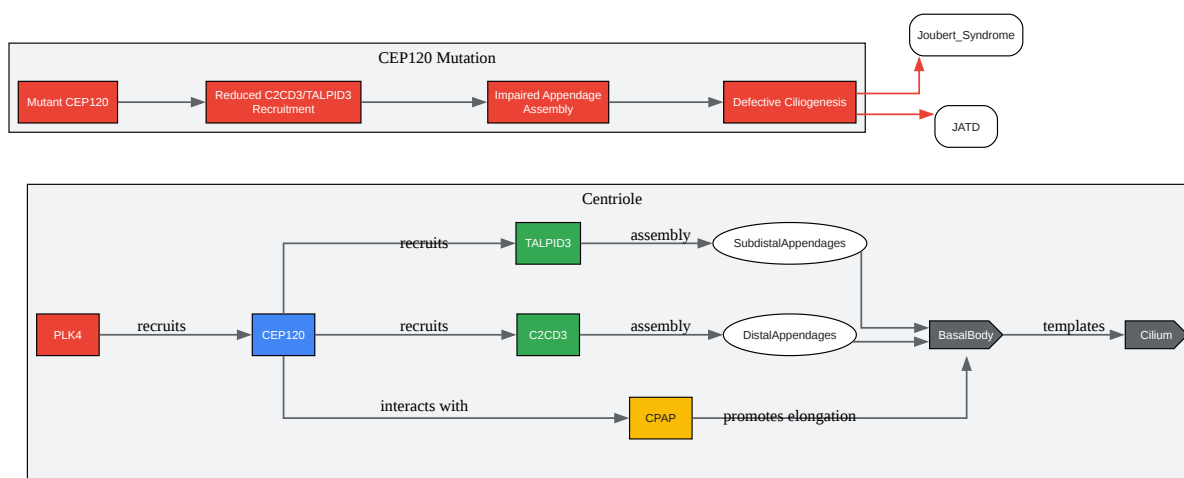 Joubert_Syndrome
CEP120 Mutation
Mutant CEP120
Reduced C2CD3/TALPID3
Recruitment
Impaired Appendage
Assembly
Defective Ciliogenesis
JATD
Centriole
recruits
TALPID3
assembly
SubdistalAppendages
PLK4
recruits
CEP120
recruits
C2CD3
assembly
DistalAppendages
BasalBody
templates
Cilium
interacts with
CPAP
promotes elongation